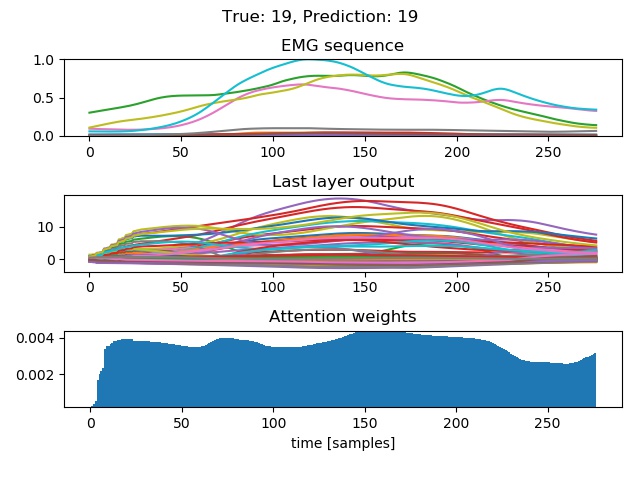 True: 19, Prediction: 19
EMG sequence
1.0
0.5
0.0
0 50 100 150 200 250
Last layer output
10
0
0 50 100 150 200 250
Attention weights
0.004
0.002
0 50 100 150 200 250
time [samples]